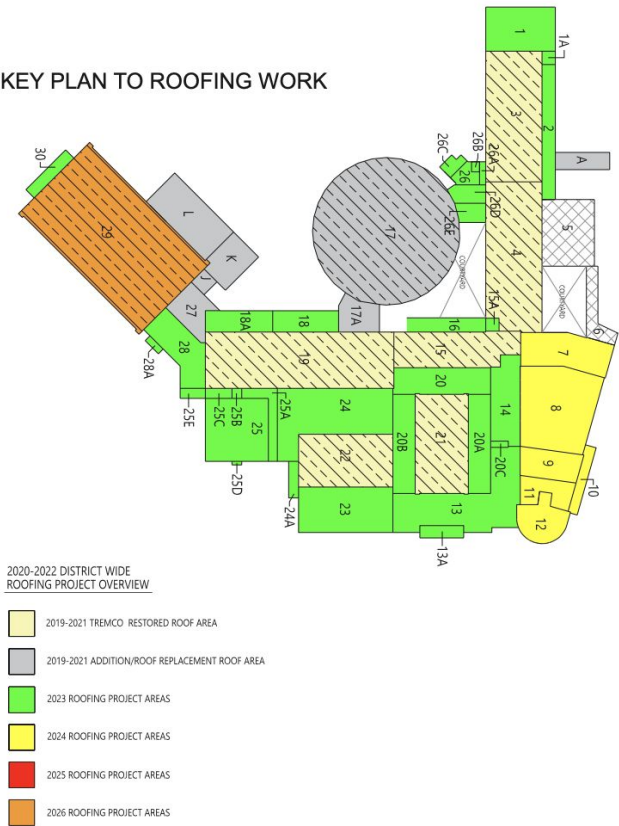 KEY PLAN TO ROOFING WORK
1
1A
3
2
A
26A
26B
26C
26
26D
26E
30
L
K
J
29
17
4
5
COURTYARD
COURTYARD
6
27
17A
15A
18A
18
16
7
28
28A
19
15
20
14
8
25E
25C
25B
25A
25
24
20B
21
20A
20C
9
10
22
11
25D
24A
23
13
12
13A
2020-2022 DISTRICT WIDE
ROOFING PROJECT OVERVIEW
2019-2021 TREMCO RESTORED ROOF AREA
2019-2021 ADDITION/ROOF REPLACEMENT ROOF AREA
2023 ROOFING PROJECT AREAS
2024 ROOFING PROJECT AREAS
2025 ROOFING PROJECT AREAS
2026 ROOFING PROJECT AREAS